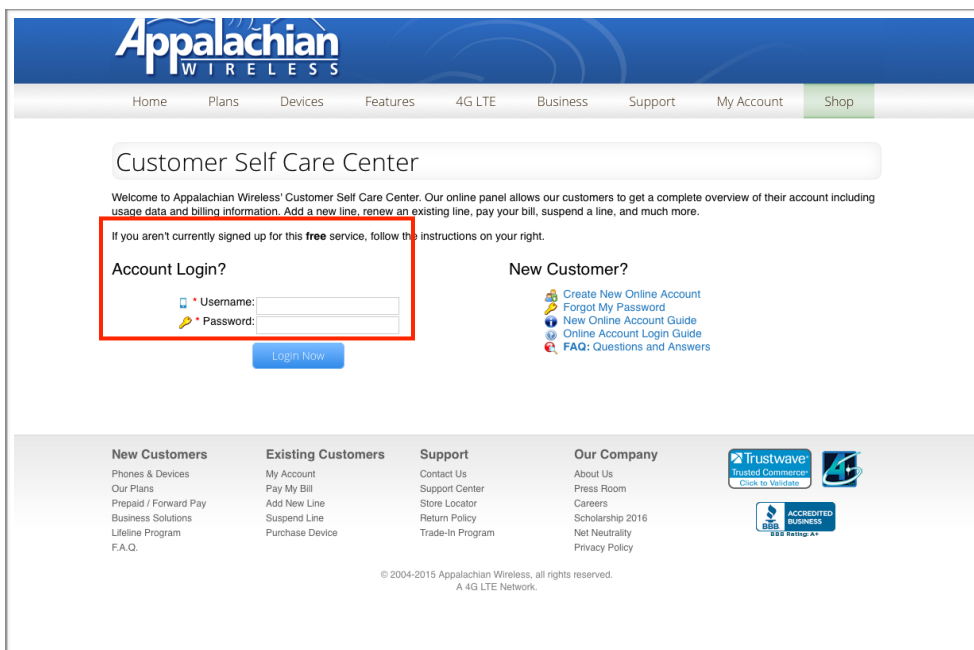 Appalachian
WIRELESS
Home Plans Devices Features 4G LTE Business Support My Account Shop
Customer Self Care Center
Welcome to Appalachian Wireless' Customer Self Care Center. Our online panel allows our customers to get a complete overview of their account including
usage data and billing information. Add a new line, renew an existing line, pay your bill, suspend a line, and much more.
If you aren't currently signed up for this free service, follow the instructions on your right.
Account Login?
* Username:
* Password:
Login Now
New Customer?
Create New Online Account
Forgot My Password
New Online Account Guide
Online Account Login Guide
FAQ: Questions and Answers
New Customers
Phones & Devices
Our Plans
Prepaid / Forward Pay
Business Solutions
Lifeline Program
F.A.Q.
Existing Customers
My Account
Pay My Bill
Add New Line
Suspend Line
Purchase Device
Support
Contact Us
Support Center
Store Locator
Return Policy
Trade-In Program
Our Company
About Us
Press Room
Careers
Scholarship 2016
Net Neutrality
Privacy Policy
Trustwave
Trusted Commerce
Click to Validate
BBB
ACCREDITED
BUSINESS
BBB Rating: A+
© 2004-2015 Appalachian Wireless, all rights reserved.
A 4G LTE Network.